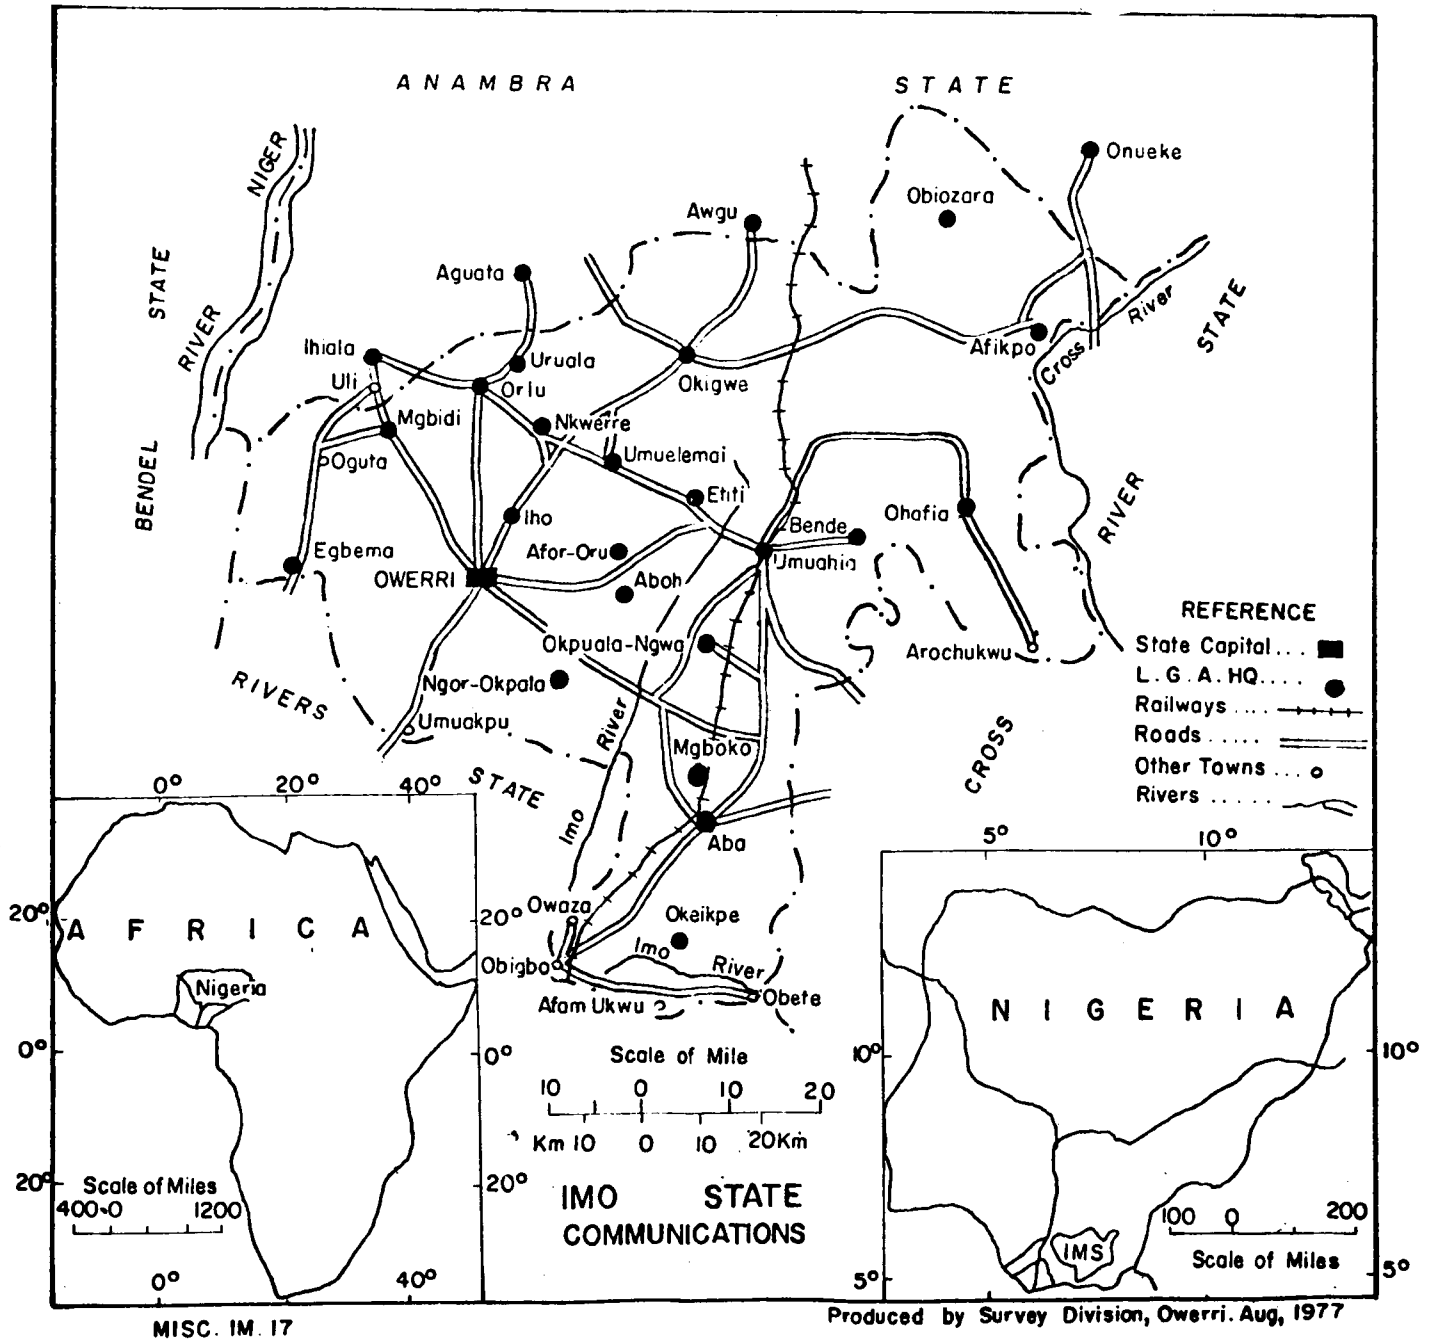 ANAMBRA STATE
NIGER
RIVER
STATE
BENDEL
Onueke
Obiozara
Awgu
Aguata
River
STATE
Ihiala
Uruala
Afikpo
Cross
Uli
Orlu
Okigwe
Mgbidi
Nkwerre
Oguta
Umuelemai
Etiti
RIVER
Iho
Bende
Ohafia
Egbema
Afor-Oru
OWERRI
Aboh
Umuahia
Okpuala-Ngwa
Arochukwu
Ngor-Okpala
RIVERS
Umuakpu
River
Mgboko
STATE
Imo
CROSS
Aba
Owaza
Okeikpe
Imo
River
Obigbo
Afam Ukwu
Obete
REFERENCE
State Capital...
L.G.A.HQ....
Railways ....
Roads .....
Other Towns ...
Rivers .....
0° 20° 40°
20° 20°
AFRICA
Nigeria
0° 0°
20° 20°
Scale of Miles
400 0 1200
0° 40°
Scale of Mile
10 0 10 20
Km 10 0 10 20Km
IMO STATE
COMMUNICATIONS
5° 10°
NIGERIA
10° 10°
100 0 200
IMS
Scale of Miles
5° 5°
Produced by Survey Division, Owerri. Aug, 1977
MISC. IM. 17